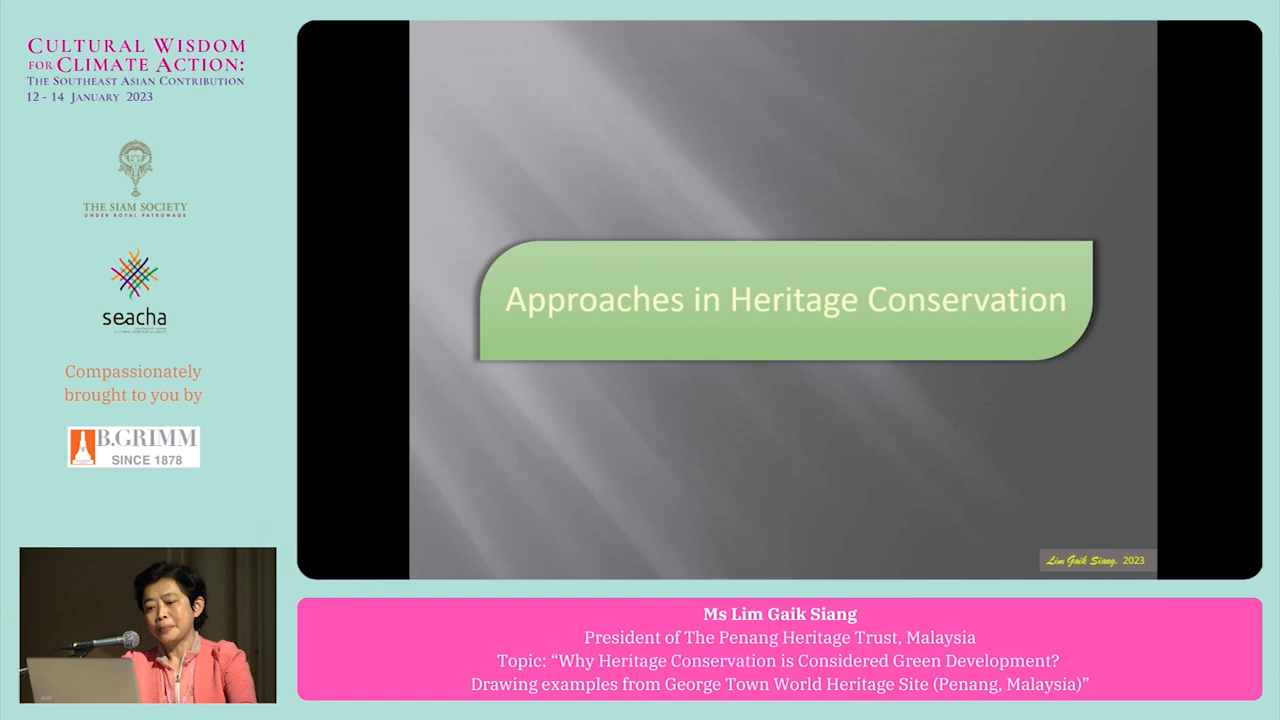 CULTURAL WISDOM
FOR CLIMATE ACTION:
THE SOUTHEAST ASIAN CONTRIBUTION
12 - 14 JANUARY 2023
THE SIAM SOCIETY
UNDER ROYAL PATRONAGE
seacha
Compassionately
brought to you by
B.GRIMM
SINCE 1878
Approaches in Heritage Conservation
Lim Gaik Siang, 2023
Ms Lim Gaik Siang
President of The Penang Heritage Trust, Malaysia
Topic: “Why Heritage Conservation is Considered Green Development?
Drawing examples from George Town World Heritage Site (Penang, Malaysia)”